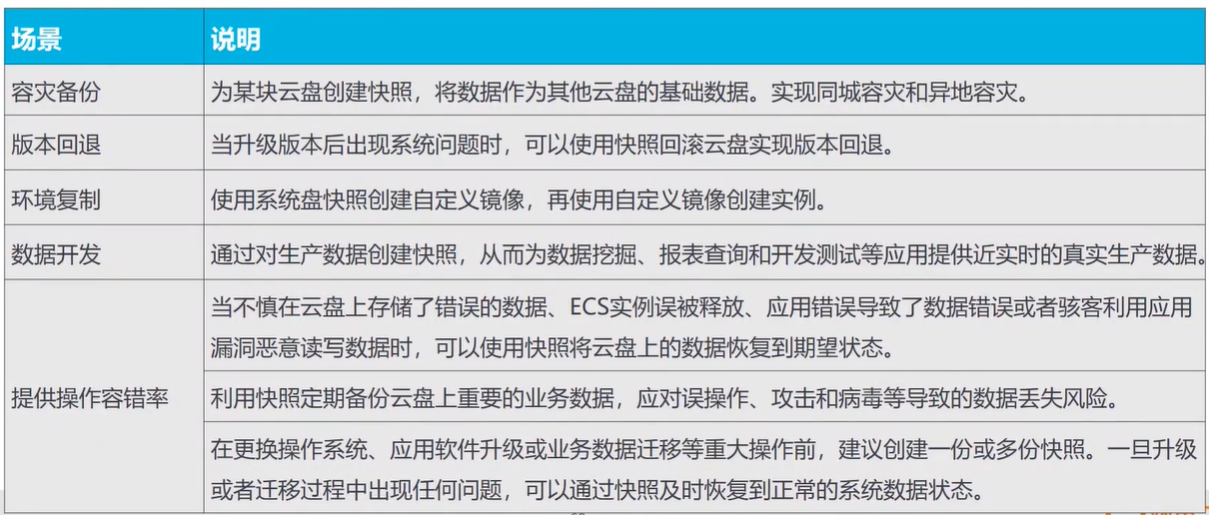 场景 说明
容灾备份 为某块云盘创建快照，将数据作为其他云盘的基础数据。实现同城容灾和异地容灾。
版本回退 当升级版本后出现系统问题时，可以使用快照回滚云盘实现版本回退。
环境复制 使用系统盘快照创建自定义镜像，再使用自定义镜像创建实例。
数据开发 通过对生产数据创建快照，从而为数据挖掘、报表查询和开发测试等应用提供近实时的真实生产数据。
提供操作容错率
当不慎在云盘上存储了错误的数据、ECS实例误被释放、应用错误导致了数据错误或者骇客利用应用
漏洞恶意读写数据时，可以使用快照将云盘上的数据恢复到期望状态。
利用快照定期备份云盘上重要的业务数据，应对误操作、攻击和病毒等导致的数据丢失风险。
在更换操作系统、应用软件升级或业务数据迁移等重大操作前，建议创建一份或多份快照。一旦升级
或者迁移过程中出现任何问题，可以通过快照及时恢复到正常的系统数据状态。